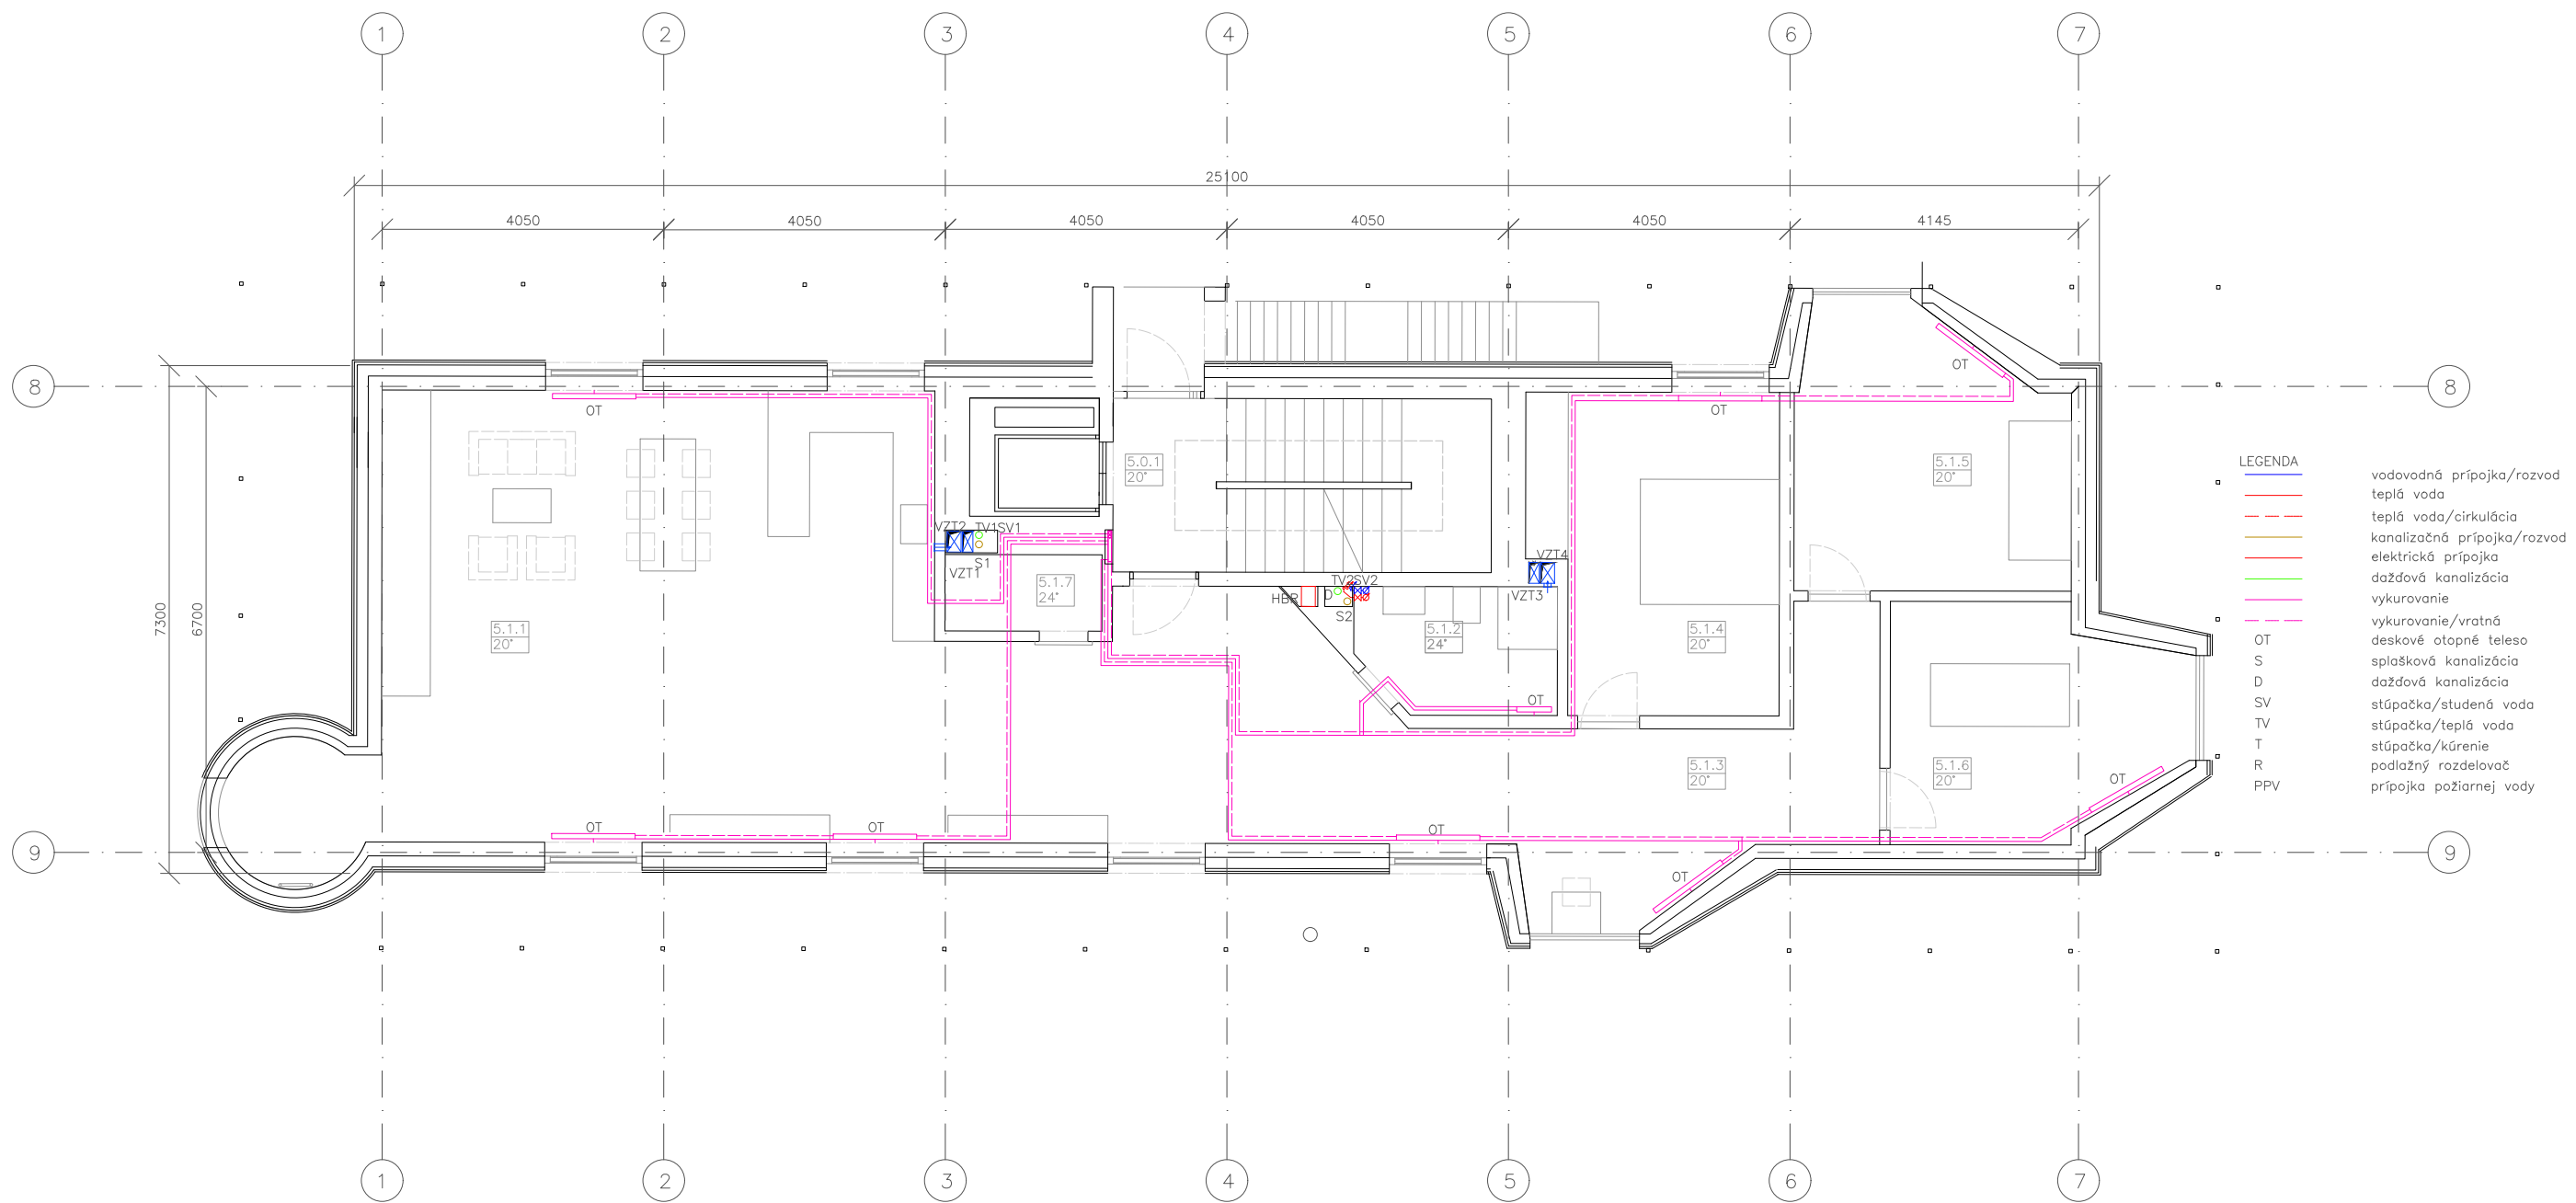 1 2 3 4 5 6 7
25100
4050 4050 4050 4050 4050 4145
8 8
OT
OT
OT
7300
6700
5.0.1
20°
5.1.5
20°
VZT2 TV1SV1
S1
VZT1
5.1.7
24°
VZT4
VZT3
TV2SV2
HBR D
S2
5.1.1
20°
5.1.2
24°
5.1.4
20°
OT
5.1.3
20°
5.1.6
20°
OT
OT
OT
OT
OT
9 9
1 2 3 4 5 6 7
LEGENDA
vodovodná prípojka/rozvod
teplá voda
teplá voda/cirkulácia
kanalizačná prípojka/rozvod
elektrická prípojka
dažďová kanalizácia
vykurovanie
vykurovanie/vratná
OT deskové otopné teleso
S splašková kanalizácia
D dažďová kanalizácia
SV stúpačka/studená voda
TV stúpačka/teplá voda
T stúpačka/kúrenie
R podlažný rozdelovač
PPV prípojka požiarnej vody